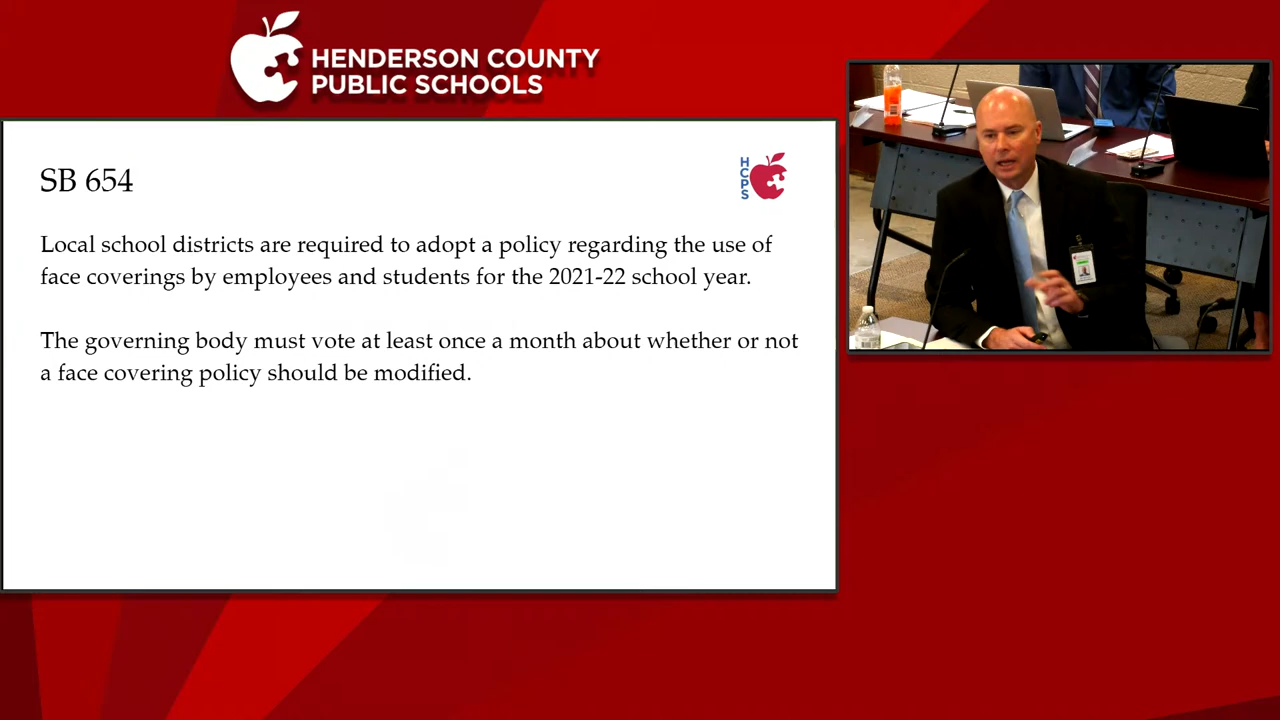 HENDERSON COUNTY
PUBLIC SCHOOLS
SB 654
HCPS
Local school districts are required to adopt a policy regarding the use of
face coverings by employees and students for the 2021-22 school year.
The governing body must vote at least once a month about whether or not
a face covering policy should be modified.